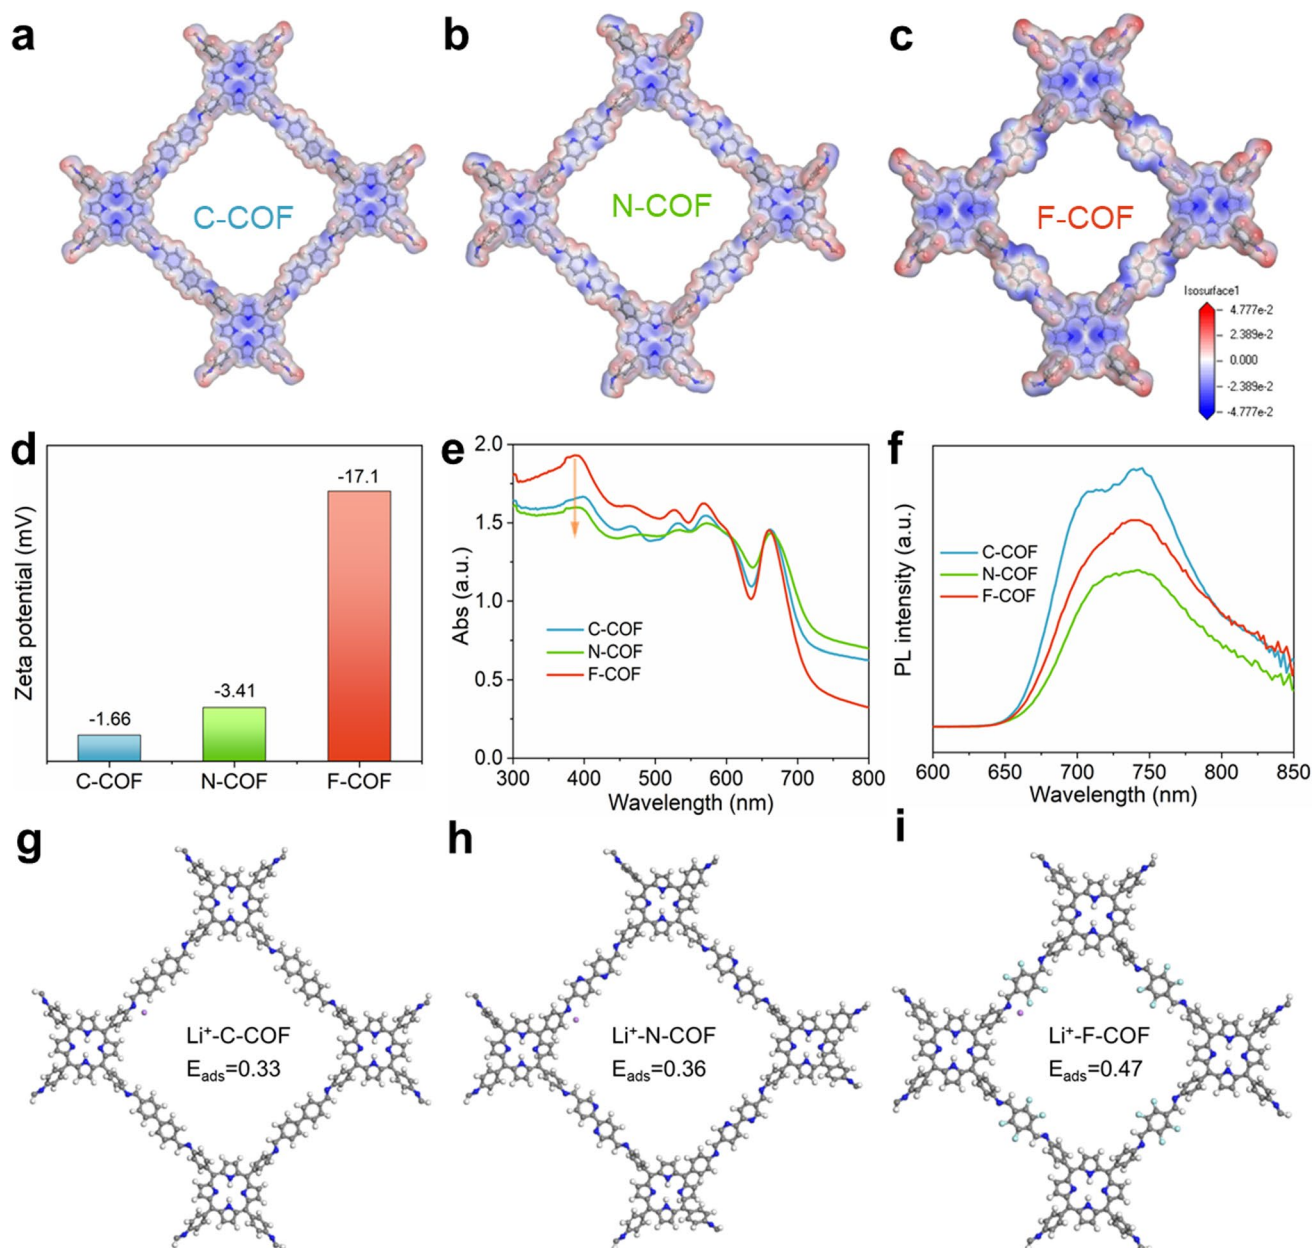 a
b
c
C-COF
N-COF
F-COF
Isosurface1
4.777e-2
2.389e-2
0.000
-2.389e-2
-4.777e-2
d
Zeta potential (mV)
-1.66
-3.41
-17.1
C-COF
N-COF
F-COF
e
Abs (a.u.)
2.0
1.5
1.0
0.5
0.0
C-COF
N-COF
F-COF
300 400 500 600 700 800
Wavelength (nm)
f
PL intensity (a.u.)
C-COF
N-COF
F-COF
600 650 700 750 800 850
Wavelength (nm)
g
Li⁺-C-COF
Eads=0.33
h
Li⁺-N-COF
Eads=0.36
i
Li⁺-F-COF
Eads=0.47